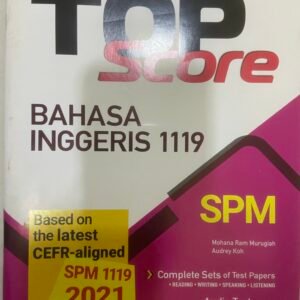 TOP
Score
BAHASA
INGGERIS 1119
SPM
Based on
the latest
CEFR-aligned
SPM 1119
2021
Mohana Ram Murugiah
Audrey Koh
> Complete Sets of Test Papers
• READING • WRITING • SPEAKING • LISTENING